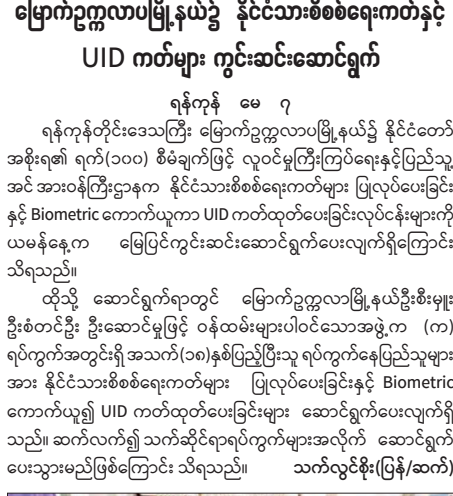 မြောက်ဥက္ကလာပမြို့နယ်၌ နိုင်ငံသားစိစစ်ရေးကတ်နှင့်
UID ကတ်များ ကွင်းဆင်းဆောင်ရွက်
ရန်ကုန် မေ ၇
ရန်ကုန်တိုင်းဒေသကြီး မြောက်ဥက္ကလာပမြို့နယ်၌ နိုင်ငံတော်
အစိုးရ၏ ရက်(၁၀၀) စီမံချက်ဖြင့် လူဝင်မှုကြီးကြပ်ရေးနှင့်ပြည်သူ့
အင်အားဝန်ကြီးဌာနက နိုင်ငံသားစိစစ်ရေးကတ်များ ပြုလုပ်ပေးခြင်း
နှင့် Biometric ကောက်ယူကာ UID ကတ်ထုတ်ပေးခြင်းလုပ်ငန်းများကို
ယမန်နေ့က မြေပြင်ကွင်းဆင်းဆောင်ရွက်ပေးလျက်ရှိကြောင်း
သိရသည်။
ထိုသို့ ဆောင်ရွက်ရာတွင် မြောက်ဥက္ကလာမြို့နယ်ဦးစီးမှူး
ဦးစံတင်ဦး ဦးဆောင်မှုဖြင့် ဝန်ထမ်းများပါဝင်သောအဖွဲ့က (က)
ရပ်ကွက်အတွင်းရှိ အသက်(၁၈)နှစ်ပြည့်ပြီးသူ ရပ်ကွက်နေပြည်သူများ
အား နိုင်ငံသားစိစစ်ရေးကတ်များ ပြုလုပ်ပေးခြင်းနှင့် Biometric
ကောက်ယူ၍ UID ကတ်ထုတ်ပေးခြင်းများ ဆောင်ရွက်ပေးလျက်ရှိ
သည်။ ဆက်လက်၍ သက်ဆိုင်ရာရပ်ကွက်များအလိုက် ဆောင်ရွက်
ပေးသွားမည်ဖြစ်ကြောင်း သိရသည်။ သက်လွင်စိုး(ပြန်/ဆက်)